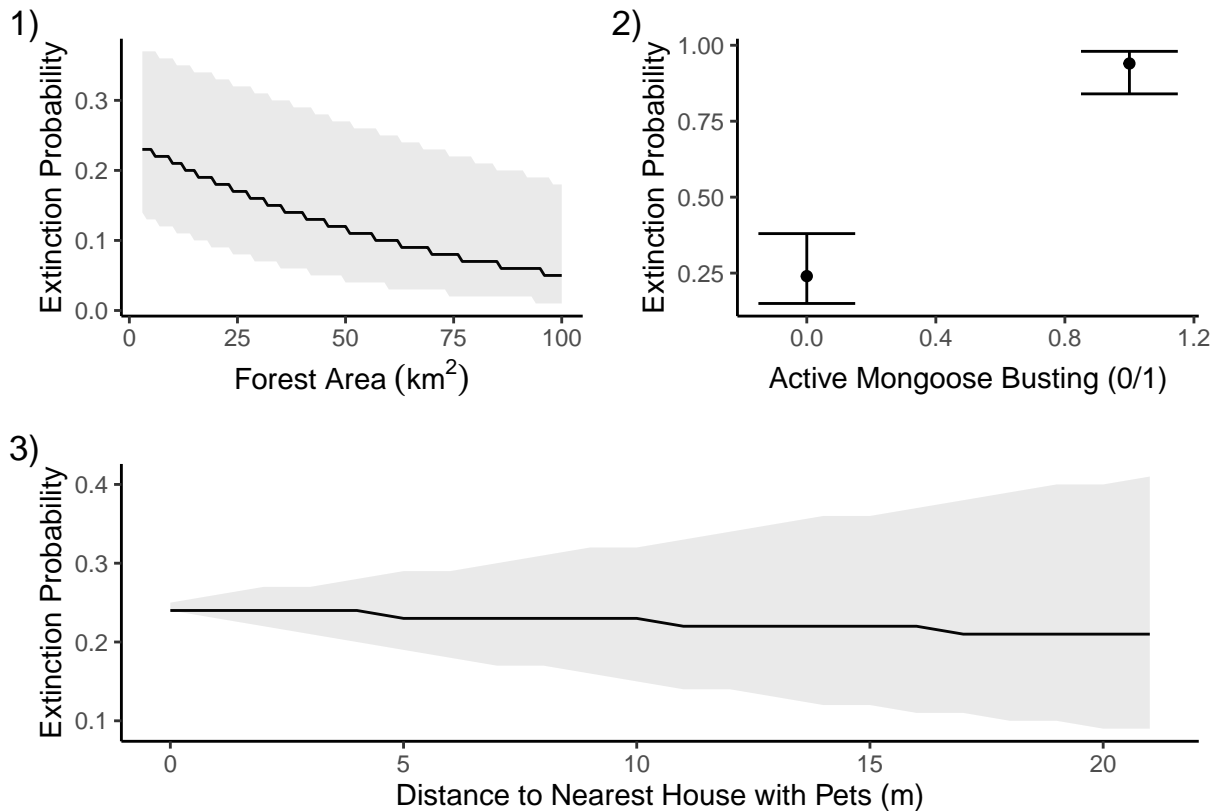 1)
Extinction Probability
0.3
0.2
0.1
0.0
0 25 50 75 100
Forest Area (km²)
2)
Extinction Probability
1.00
0.75
0.50
0.25
0.0 0.4 0.8 1.2
Active Mongoose Busting (0/1)
3)
Extinction Probability
0.4
0.3
0.2
0.1
0 5 10 15 20
Distance to Nearest House with Pets (m)